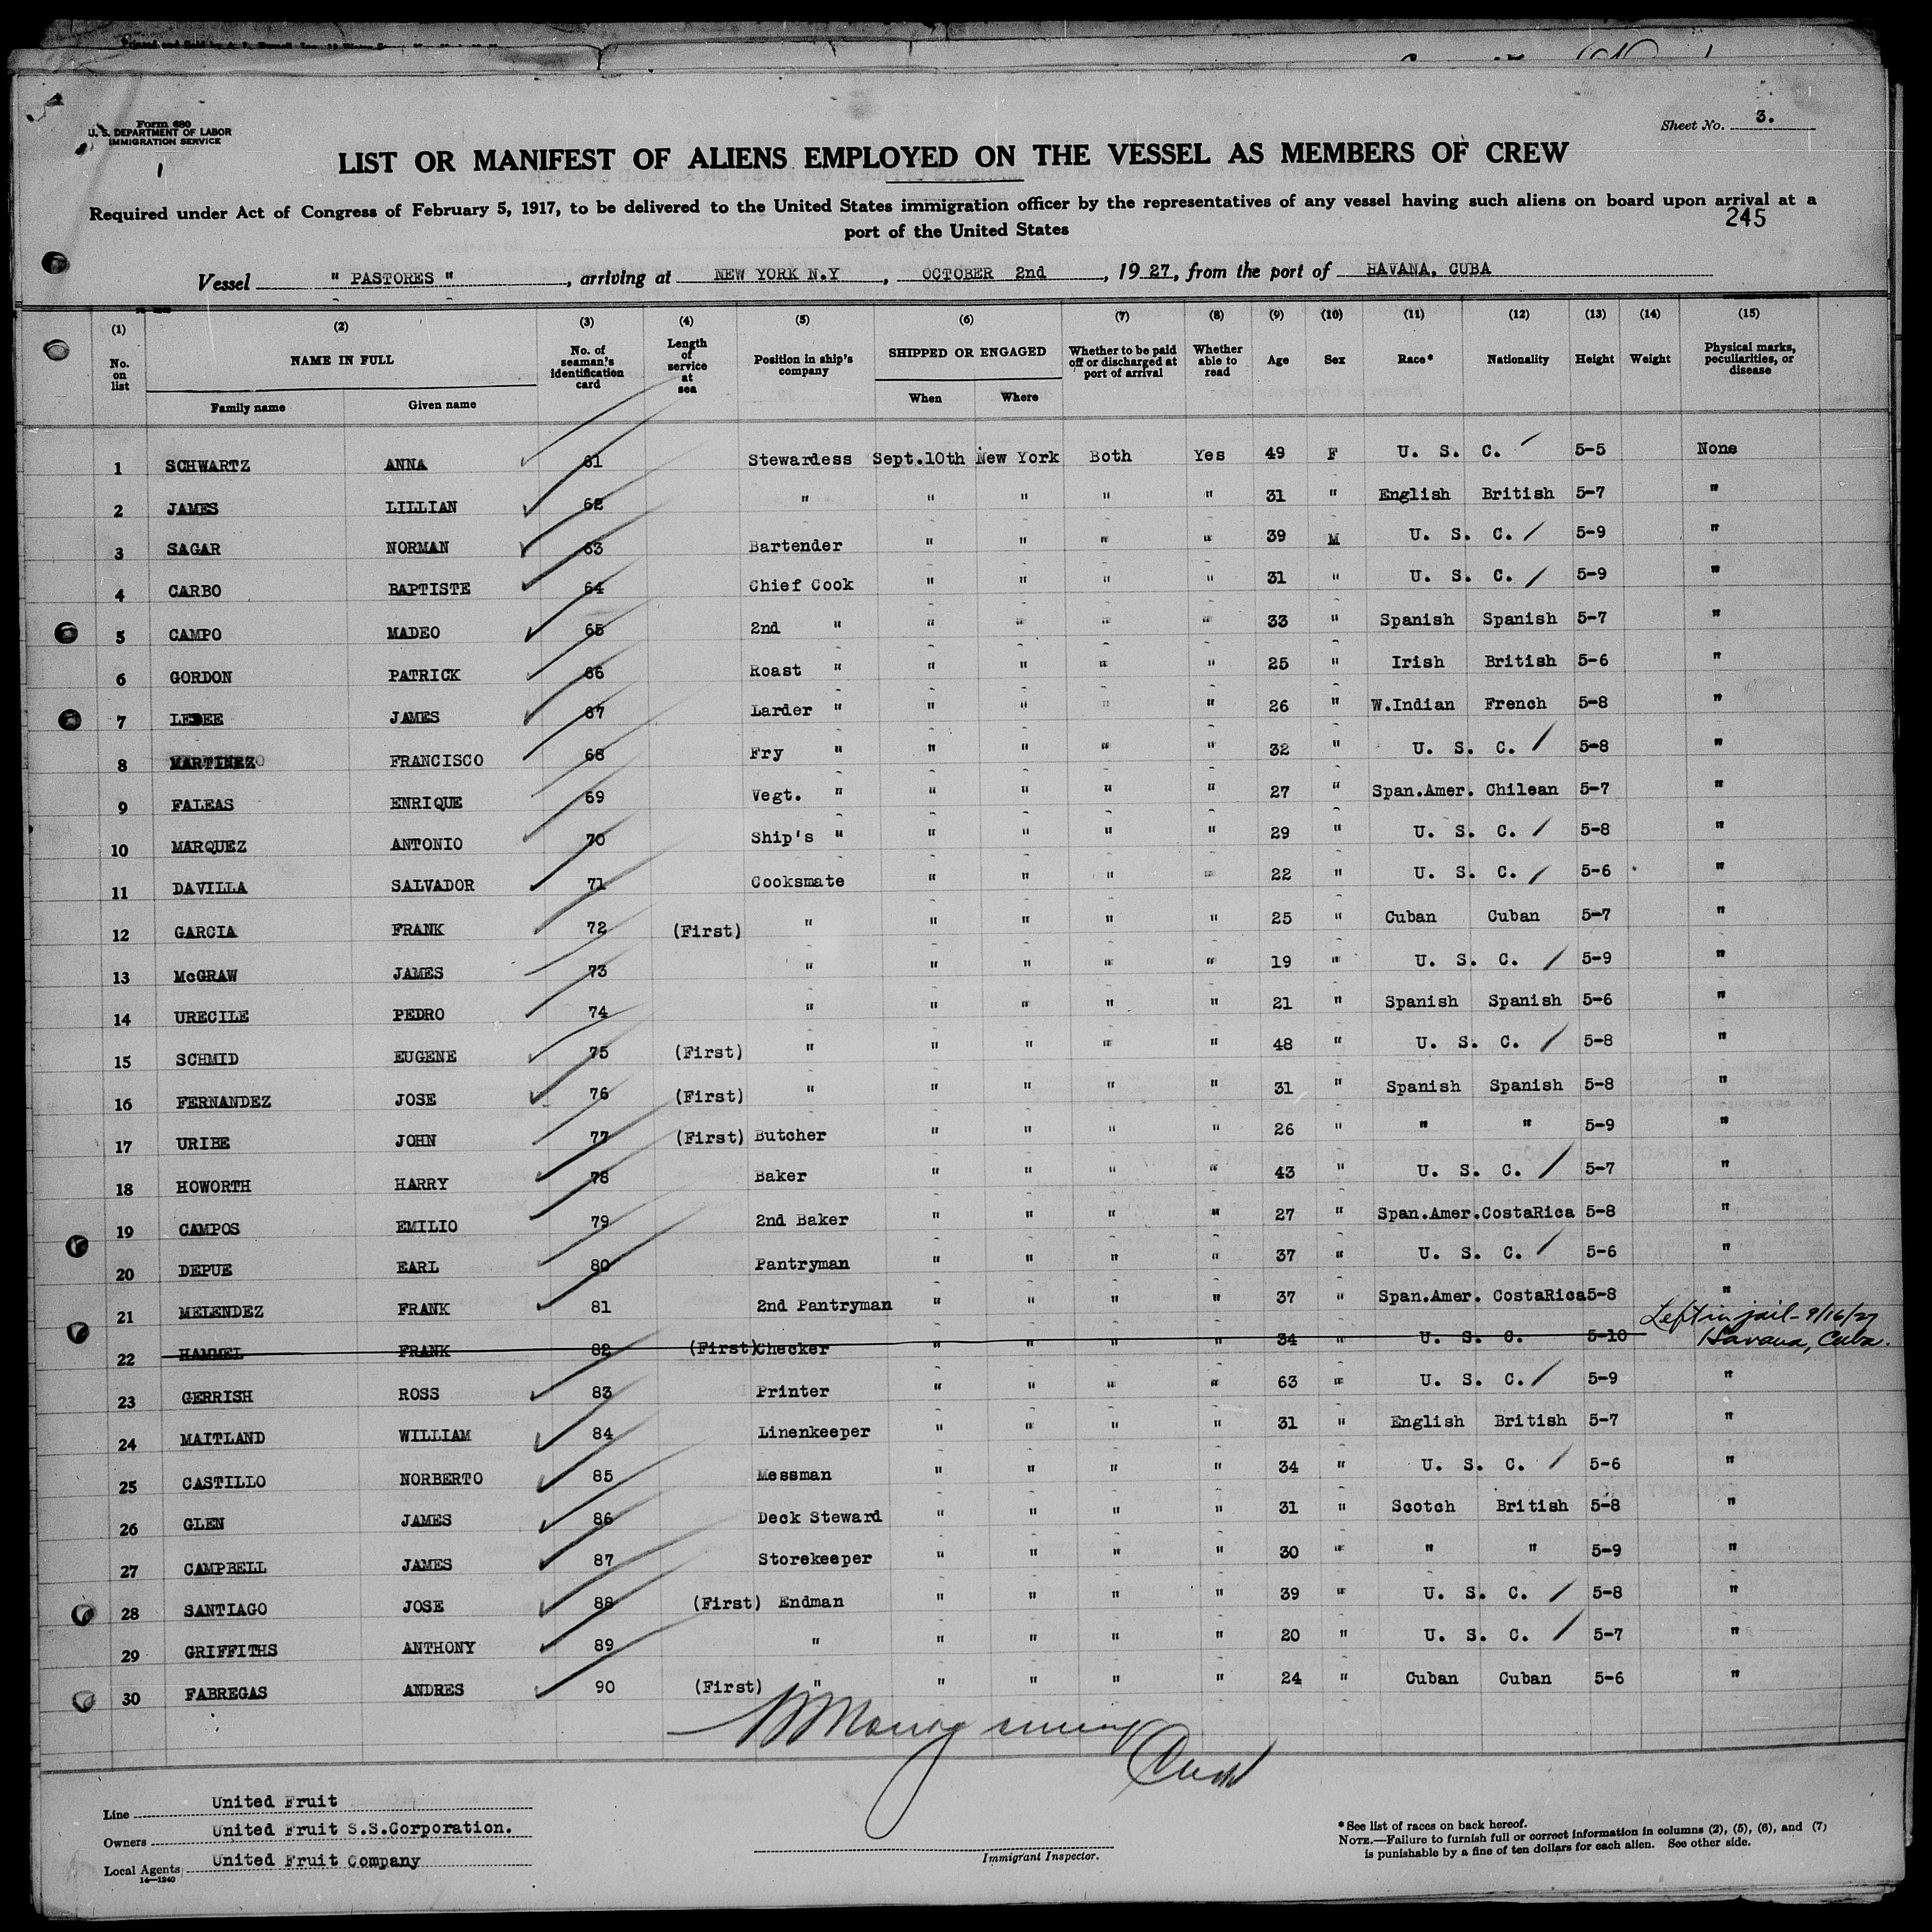 Form 680
U. S. DEPARTMENT OF LABOR
IMMIGRATION SERVICE
Sheet No. 3.
LIST OR MANIFEST OF ALIENS EMPLOYED ON THE VESSEL AS MEMBERS OF CREW
Required under Act of Congress of February 5, 1917, to be delivered to the United States immigration officer by the representatives of any vessel having such aliens on board upon arrival at a
port of the United States
245
Vessel " PASTORES ", arriving at NEW YORK N.Y, OCTOBER 2nd, 1927, from the port of HAVANA, CUBA
(1) (2) (3) (4) (5) (6) (7) (8) (9) (10) (11) (12) (13) (14) (15)
No. on list NAME IN FULL Family name Given name No. of seaman's identification card Length of service at sea Position in ship's company SHIPPED OR ENGAGED When Where Whether to be paid off or discharged at port of arrival Whether able to read Age Sex Race* Nationality Height Weight Physical marks, peculiarities, or disease
1 SCHWARTZ ANNA 61 Stewardess Sept.10th New York Both Yes 49 F U. S. C. 5-5 None
2 JAMES LILLIAN 62 " " " " " 31 " English British 5-7 "
3 SAGAR NORMAN 63 Bartender " " " " 39 M U. S. C. 5-9 "
4 CARBO BAPTISTE 64 Chief Cook " " " " 31 " U. S. C. 5-9 "
5 CAMPO MADEO 65 2nd " " " " " 33 " Spanish Spanish 5-7 "
6 GORDON PATRICK 66 Roast " " " " " 25 " Irish British 5-6 "
7 LEDEE JAMES 67 Larder " " " " " 26 " W.Indian French 5-8 "
8 MARTINEZ FRANCISCO 68 Fry " " " " " 32 " U. S. C. 5-8 "
9 FALEAS ENRIQUE 69 Vegt. " " " " " 27 " Span.Amer. Chilean 5-7 "
10 MARQUEZ ANTONIO 70 Ship's " " " " " 29 " U. S. C. 5-8 "
11 DAVILLA SALVADOR 71 Cooksmate " " " " 22 " U. S. C. 5-6 "
12 GARCIA FRANK 72 (First) " " " " " 25 " Cuban Cuban 5-7 "
13 McGRAW JAMES 73 " " " " " 19 " U. S. C. 5-9 "
14 URECILE PEDRO 74 " " " " " 21 " Spanish Spanish 5-6 "
15 SCHMID EUGENE 75 (First) " " " " " 48 " U. S. C. 5-8 "
16 FERNANDEZ JOSE 76 (First) " " " " " 31 " Spanish Spanish 5-8 "
17 URIBE JOHN 77 (First) Butcher " " " " 26 " " " 5-9 "
18 HOWORTH HARRY 78 Baker " " " " 43 " U. S. C. 5-7 "
19 CAMPOS EMILIO 79 2nd Baker " " " " 27 " Span.Amer. CostaRica 5-8 "
20 DEPUE EARL 80 Pantryman " " " " 37 " U. S. C. 5-6 "
21 MELENDEZ FRANK 81 2nd Pantryman " " " " 37 " Span.Amer. CostaRica 5-8 "
22 HAMMEL FRANK 82 (First) Checker " " " " 34 " U. S. C. 5-10 Left in jail - 9/16/27
Havana, Cuba.
23 GERRISH ROSS 83 Printer " " " " 63 " U. S. C. 5-9 "
24 MAITLAND WILLIAM 84 Linenkeeper " " " " 31 " English British 5-7 "
25 CASTILLO NORBERTO 85 Messman " " " " 34 " U. S. C. 5-6 "
26 GLEN JAMES 86 Deck Steward " " " " 31 " Scotch British 5-8 "
27 CAMPBELL JAMES 87 Storekeeper " " " " 30 " " " 5-9 "
28 SANTIAGO JOSE 88 (First) Endman " " " " 39 " U. S. C. 5-8 "
29 GRIFFITHS ANTHONY 89 " " " " " 20 " U. S. C. 5-7 "
30 FABREGAS ANDRES 90 (First) " " " " " 24 " Cuban Cuban 5-6 "
Line United Fruit
Owners United Fruit S.S.Corporation.
Local Agents United Fruit Company
14—1240
Immigrant Inspector.
*See list of races on back hereof.
NOTE.—Failure to furnish full or correct information in columns (2), (5), (6), and (7)
is punishable by a fine of ten dollars for each alien. See other side.